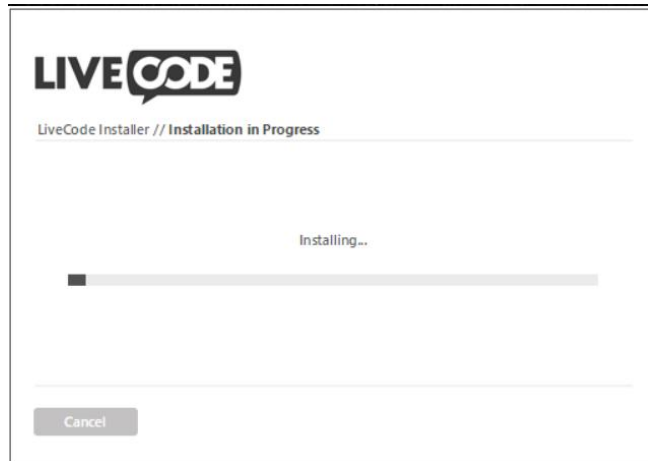 LIVECODE
LiveCode Installer // Installation in Progress
Installing...
Cancel